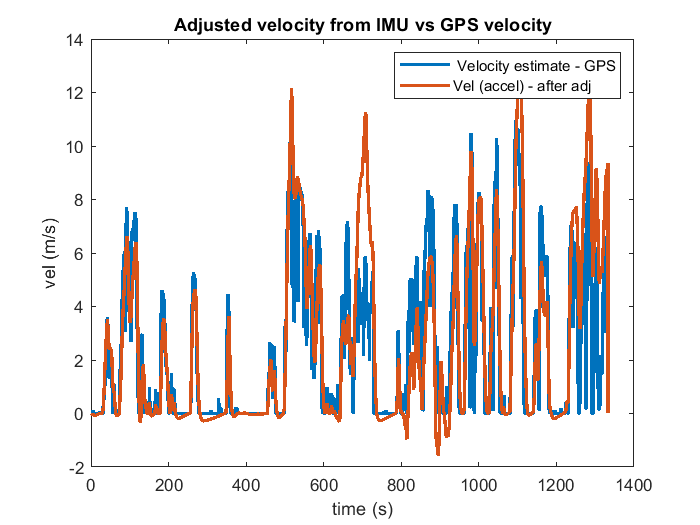 Adjusted velocity from IMU vs GPS velocity
14
12
10
8
6
4
2
0
-2
vel (m/s)
Velocity estimate - GPS
Vel (accel) - after adj
0 200 400 600 800 1000 1200 1400
time (s)